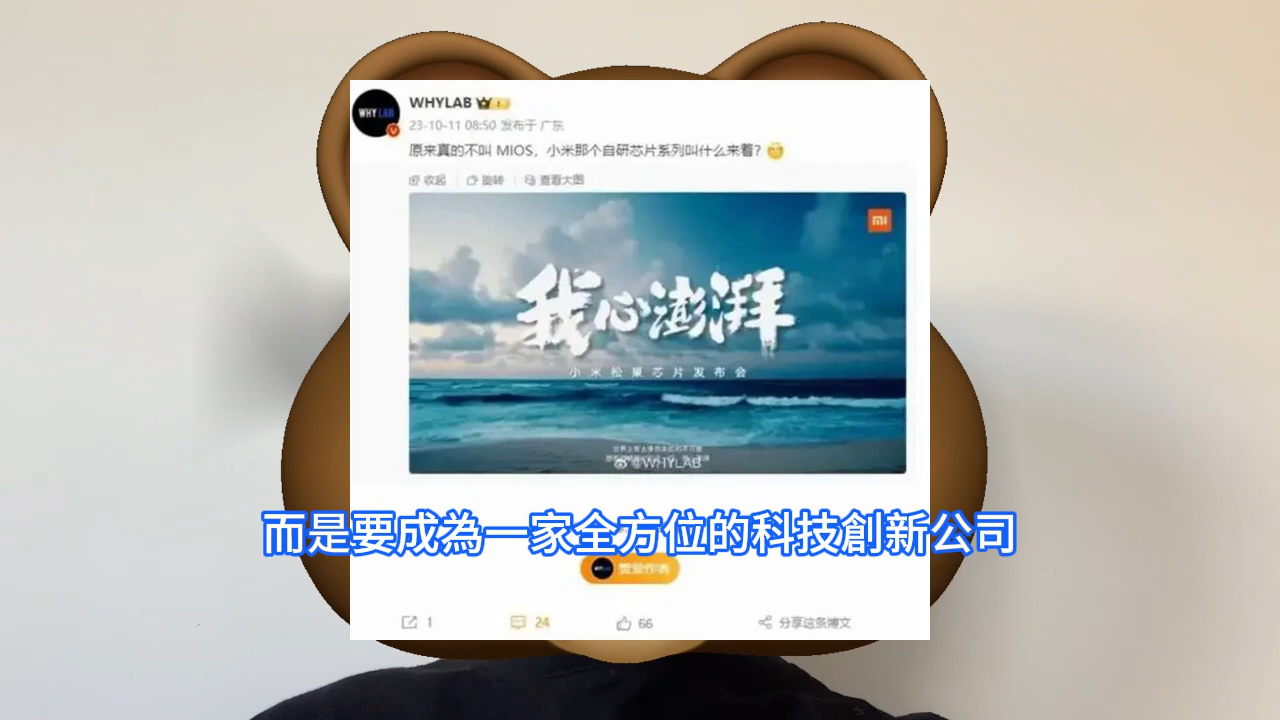 WHY LAB
WHYLAB
23-10-11 08:50 发布于 广东
原来真的不叫 MIOS，小米那个自研芯片系列叫什么来着？
收起 旋转 查看大图
mi
我心澎湃
小米松果芯片发布会
@WHYLAB
而是要成為一家全方位的科技創新公司
赞赏作者
1 24 66 分享这条博文